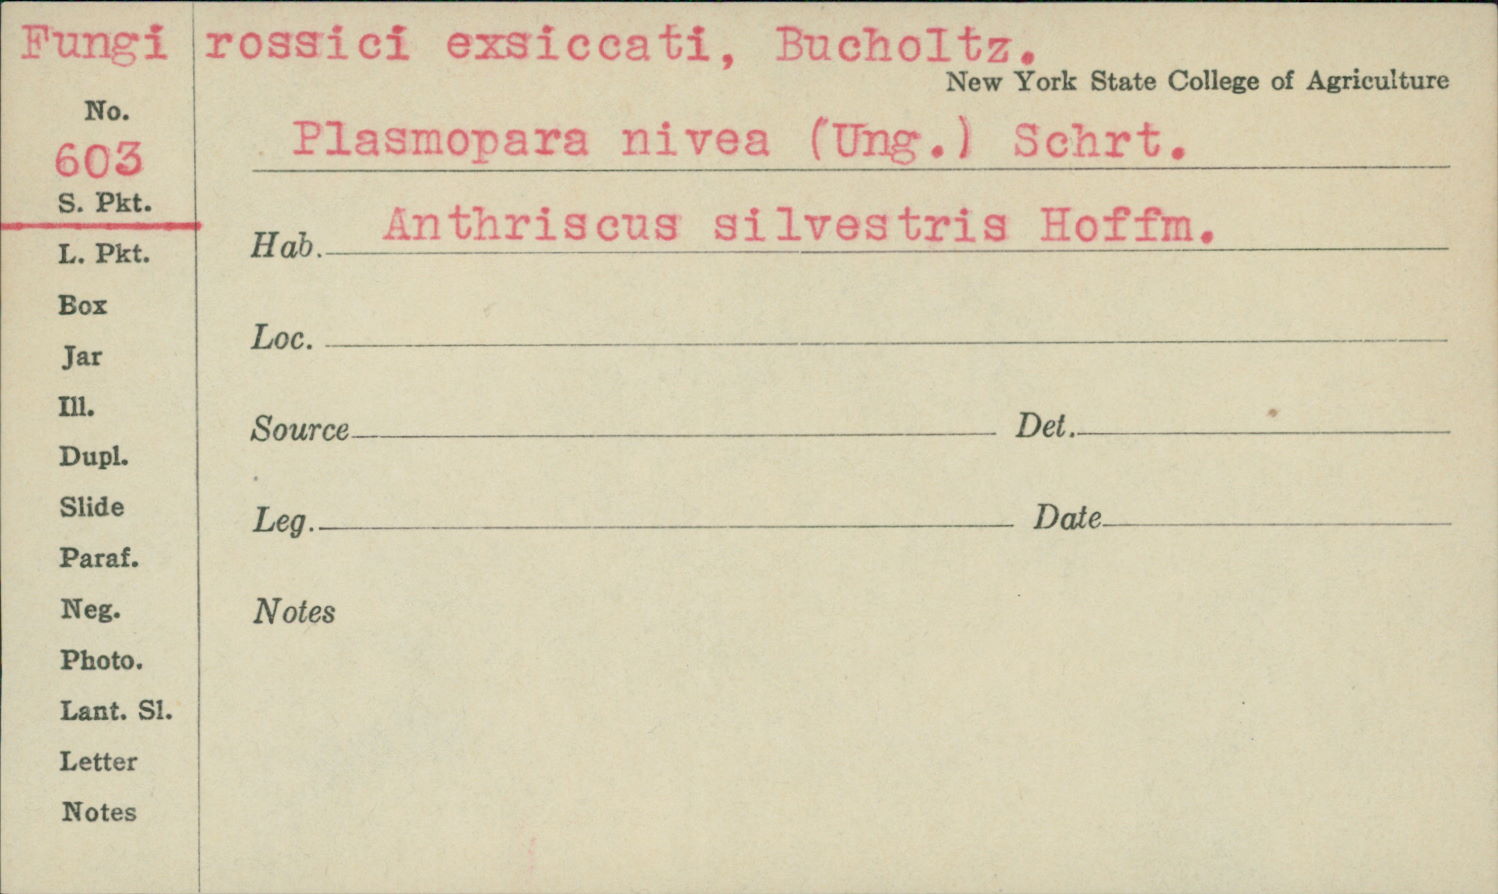 Fungi rossici exsiccati, Bucholtz.
New York State College of Agriculture
No.
603
Plasmopara nivea (Ung.) Schrt.
S. Pkt.
Hab. Anthriscus silvestris Hoffm.
L. Pkt.
Box
Loc.
Jar
Ill.
Source Det.
Dupl.
Slide
Leg. Date
Paraf.
Neg.
Notes
Photo.
Lant. Sl.
Letter
Notes